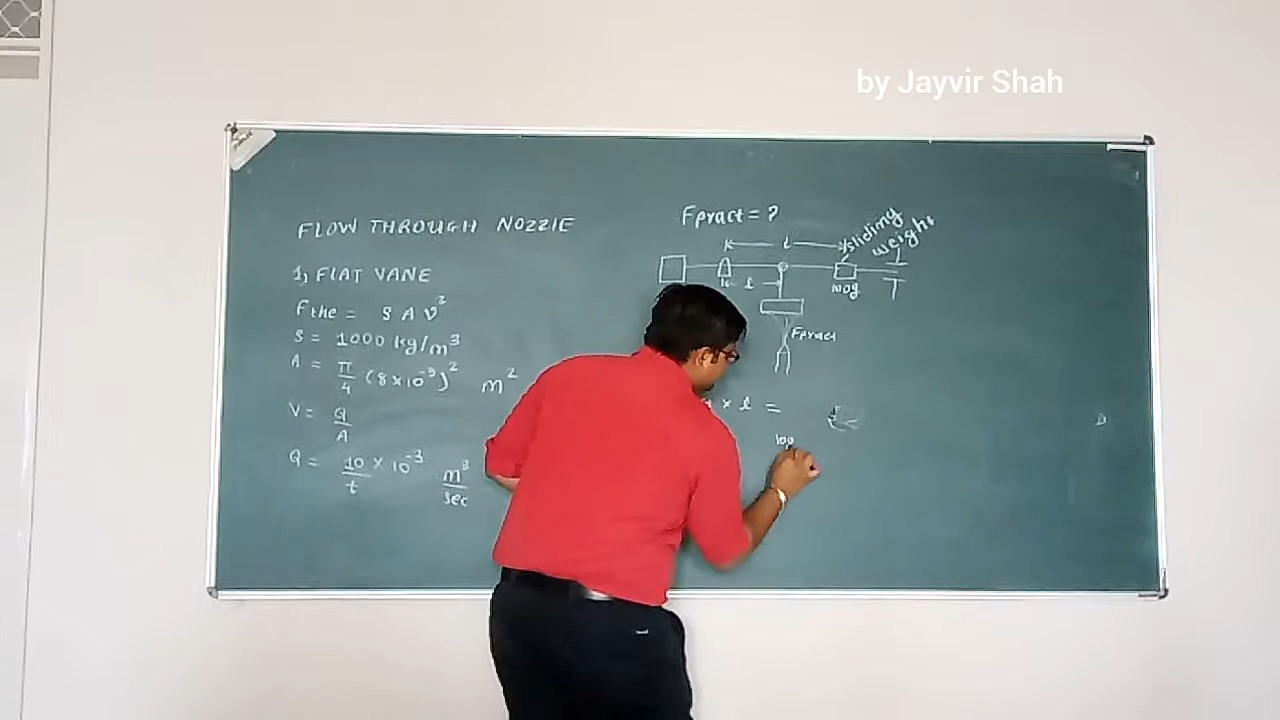 by Jayvir Shah
FLOW THROUGH NOZZIE
1, FLAT VANE
Fthe = S A V²
S = 1000 kg/m³
A = π/4 (8×10⁻³)² m²
V = Q/A
Q = 10/t × 10⁻³ m³/sec
Fpract = ?
l
sliding
weight
l
100g
Fpract
× l =
100